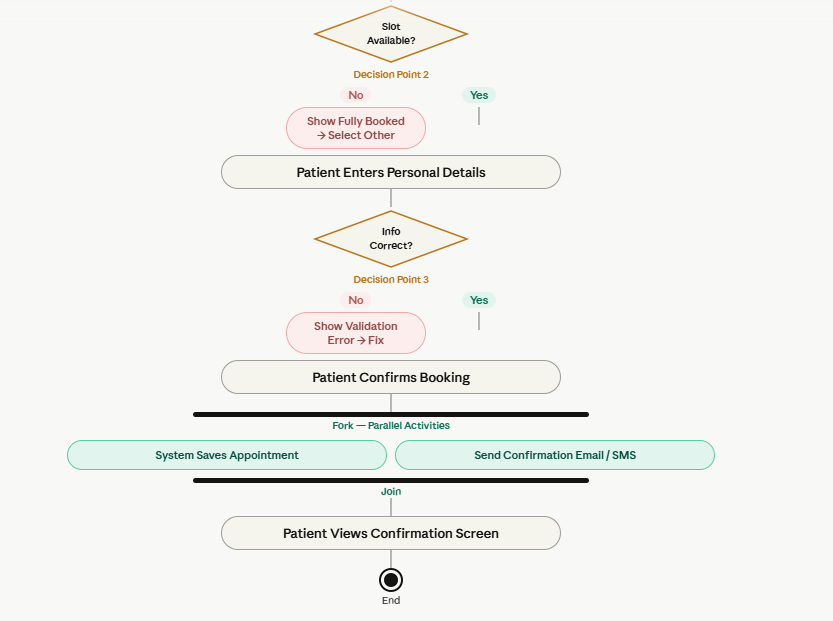 Slot
Available?
Decision Point 2
No
Yes
Show Fully Booked
→ Select Other
Patient Enters Personal Details
Info
Correct?
Decision Point 3
No
Yes
Show Validation
Error → Fix
Patient Confirms Booking
Fork — Parallel Activities
System Saves Appointment
Send Confirmation Email / SMS
Join
Patient Views Confirmation Screen
End